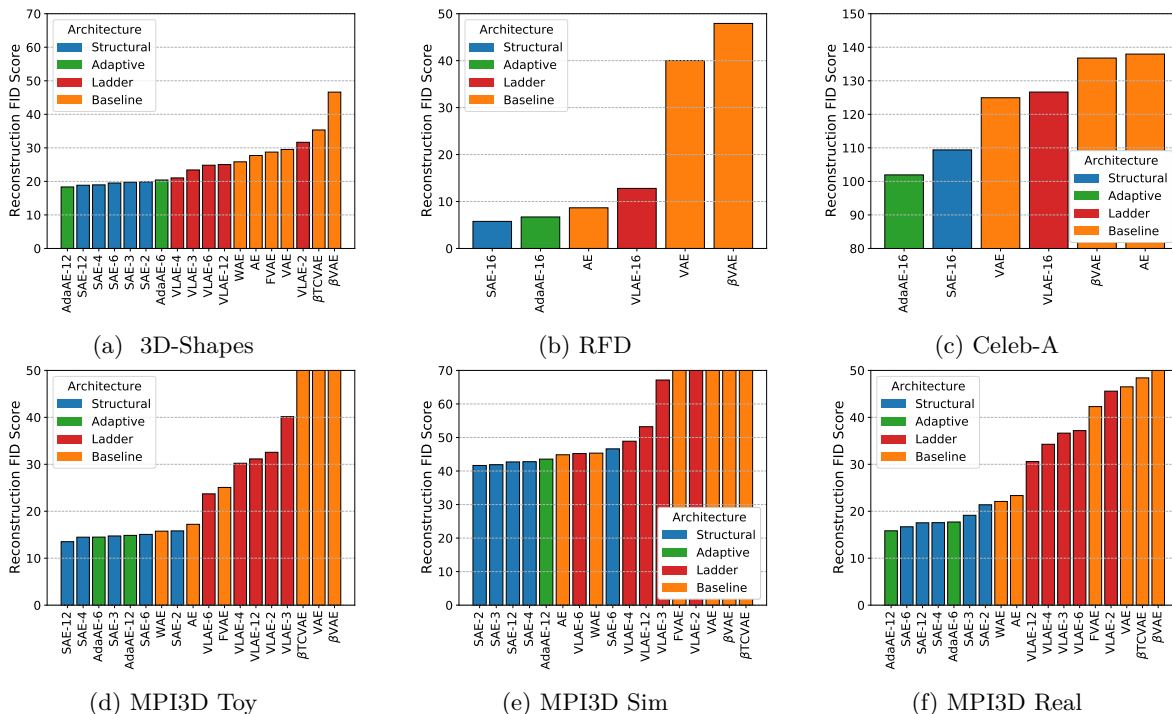 Reconstruction FID Score
70
60
50
40
30
20
10
0
Architecture
Structural
Adaptive
Ladder
Baseline
AdaAE-12
SAE-12
SAE-4
SAE-6
SAE-3
SAE-2
AdaAE-6
VLAE-4
VLAE-3
VLAE-6
VLAE-12
WAE
AE
FVAE
VAE
VLAE-2
βTCVAE
βVAE
(a) 3D-Shapes
Reconstruction FID Score
50
40
30
20
10
0
Architecture
Structural
Adaptive
Ladder
Baseline
SAE-16
AdaAE-16
AE
VLAE-16
VAE
βVAE
(b) RFD
Reconstruction FID Score
150
140
130
120
110
100
90
80
Architecture
Structural
Adaptive
Ladder
Baseline
AdaAE-16
SAE-16
VAE
VLAE-16
βVAE
AE
(c) Celeb-A
Reconstruction FID Score
50
40
30
20
10
0
Architecture
Structural
Adaptive
Ladder
Baseline
SAE-12
SAE-4
AdaAE-6
SAE-3
AdaAE-12
SAE-6
WAE
SAE-2
AE
VLAE-6
FVAE
VLAE-4
VLAE-12
VLAE-2
VLAE-3
βTCVAE
VAE
βVAE
(d) MPI3D Toy
Reconstruction FID Score
70
60
50
40
30
20
10
0
Architecture
Structural
Adaptive
Ladder
Baseline
SAE-2
SAE-3
SAE-12
SAE-4
AdaAE-12
AE
VLAE-6
WAE
SAE-6
VLAE-4
VLAE-12
VLAE-3
FVAE
VLAE-2
VAE
βVAE
βTCVAE
(e) MPI3D Sim
Reconstruction FID Score
50
40
30
20
10
0
Architecture
Structural
Adaptive
Ladder
Baseline
AdaAE-12
SAE-6
SAE-12
SAE-4
AdaAE-6
SAE-3
SAE-2
WAE
AE
VLAE-12
VLAE-4
VLAE-3
VLAE-6
FVAE
VLAE-2
VAE
βTCVAE
βVAE
(f) MPI3D Real